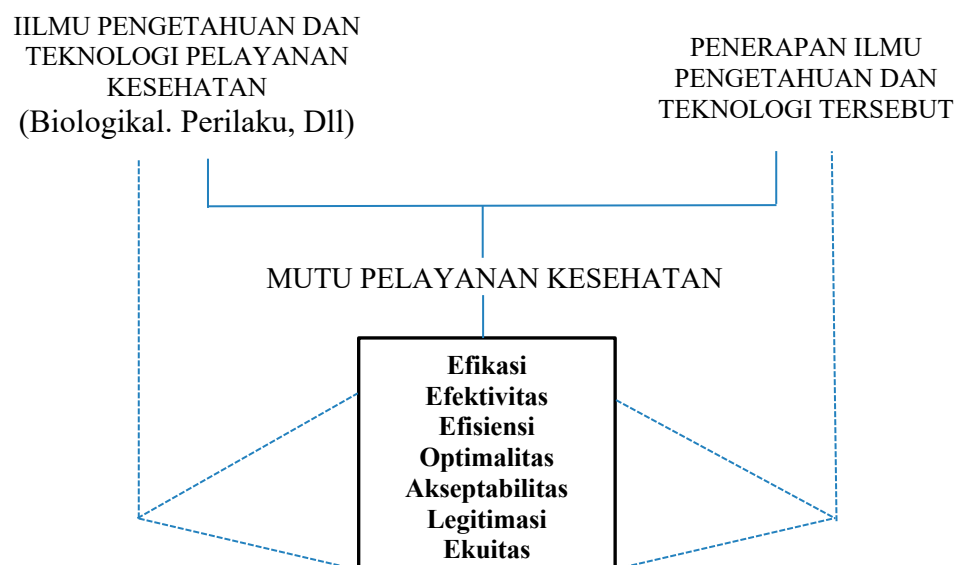 IILMU PENGETAHUAN DAN
TEKNOLOGI PELAYANAN
KESEHATAN
(Biologikal. Perilaku, Dll)
PENERAPAN ILMU
PENGETAHUAN DAN
TEKNOLOGI TERSEBUT
MUTU PELAYANAN KESEHATAN
Efikasi
Efektivitas
Efisiensi
Optimalitas
Akseptabilitas
Legitimasi
Ekuitas